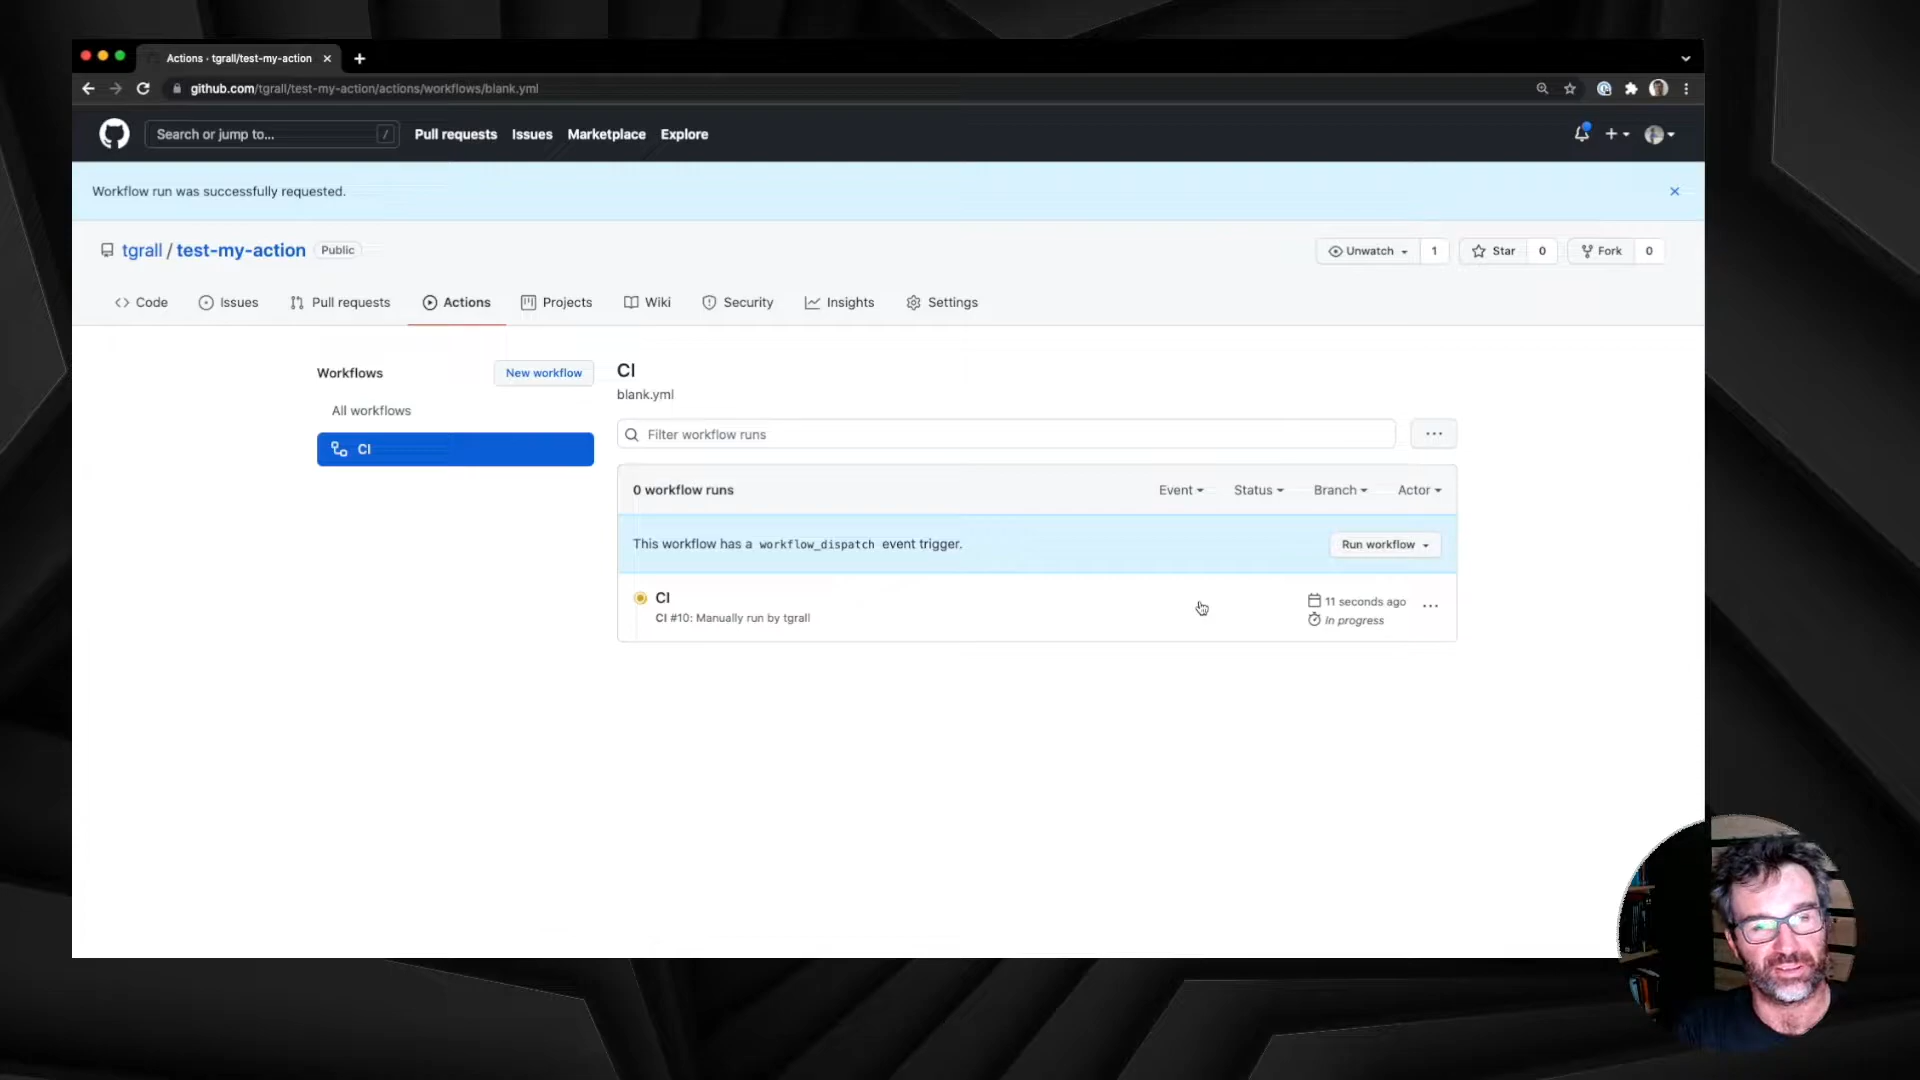 Actions · tgrall/test-my-action
github.com/tgrall/test-my-action/actions/workflows/blank.yml
Search or jump to... /
Pull requests Issues Marketplace Explore
Workflow run was successfully requested.
tgrall / test-my-action Public
Unwatch 1 Star 0 Fork 0
Code Issues Pull requests Actions Projects Wiki Security Insights Settings
Workflows New workflow
All workflows
CI
CI
blank.yml
Filter workflow runs
0 workflow runs Event Status Branch Actor
This workflow has a workflow_dispatch event trigger. Run workflow
CI
CI #10: Manually run by tgrall
11 seconds ago
In progress